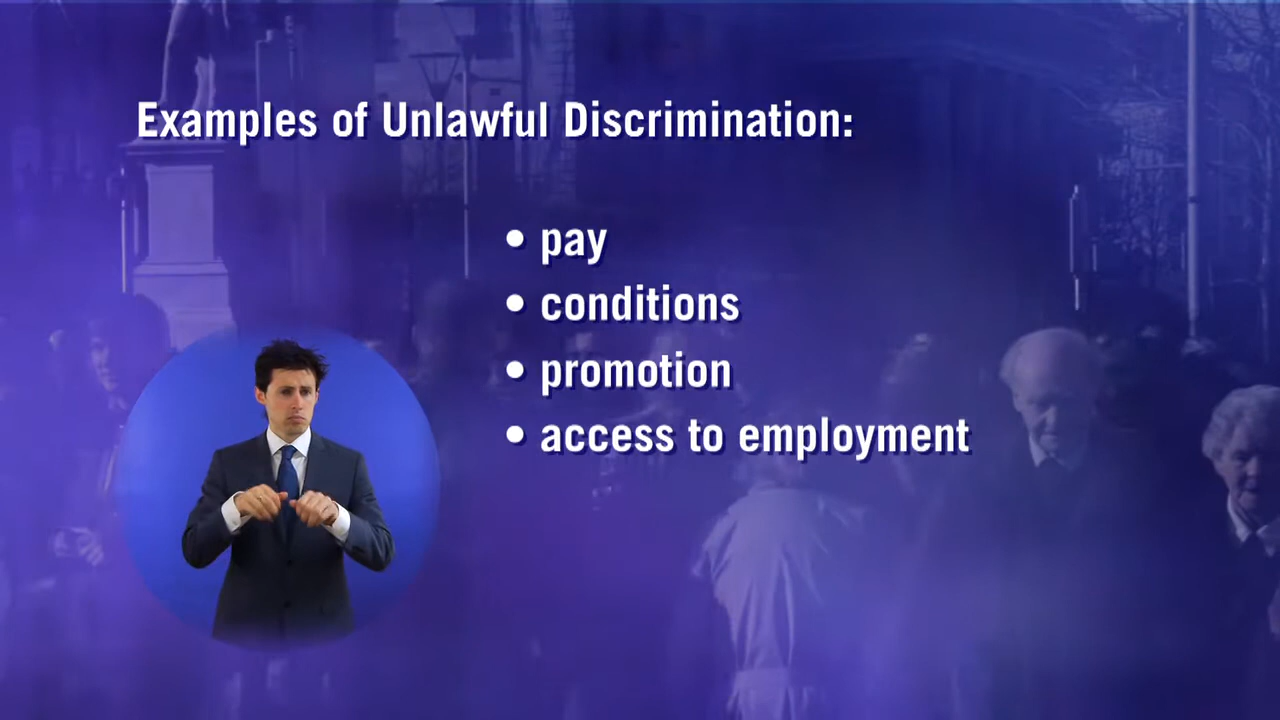 Examples of Unlawful Discrimination:
• pay
• conditions
• promotion
• access to employment